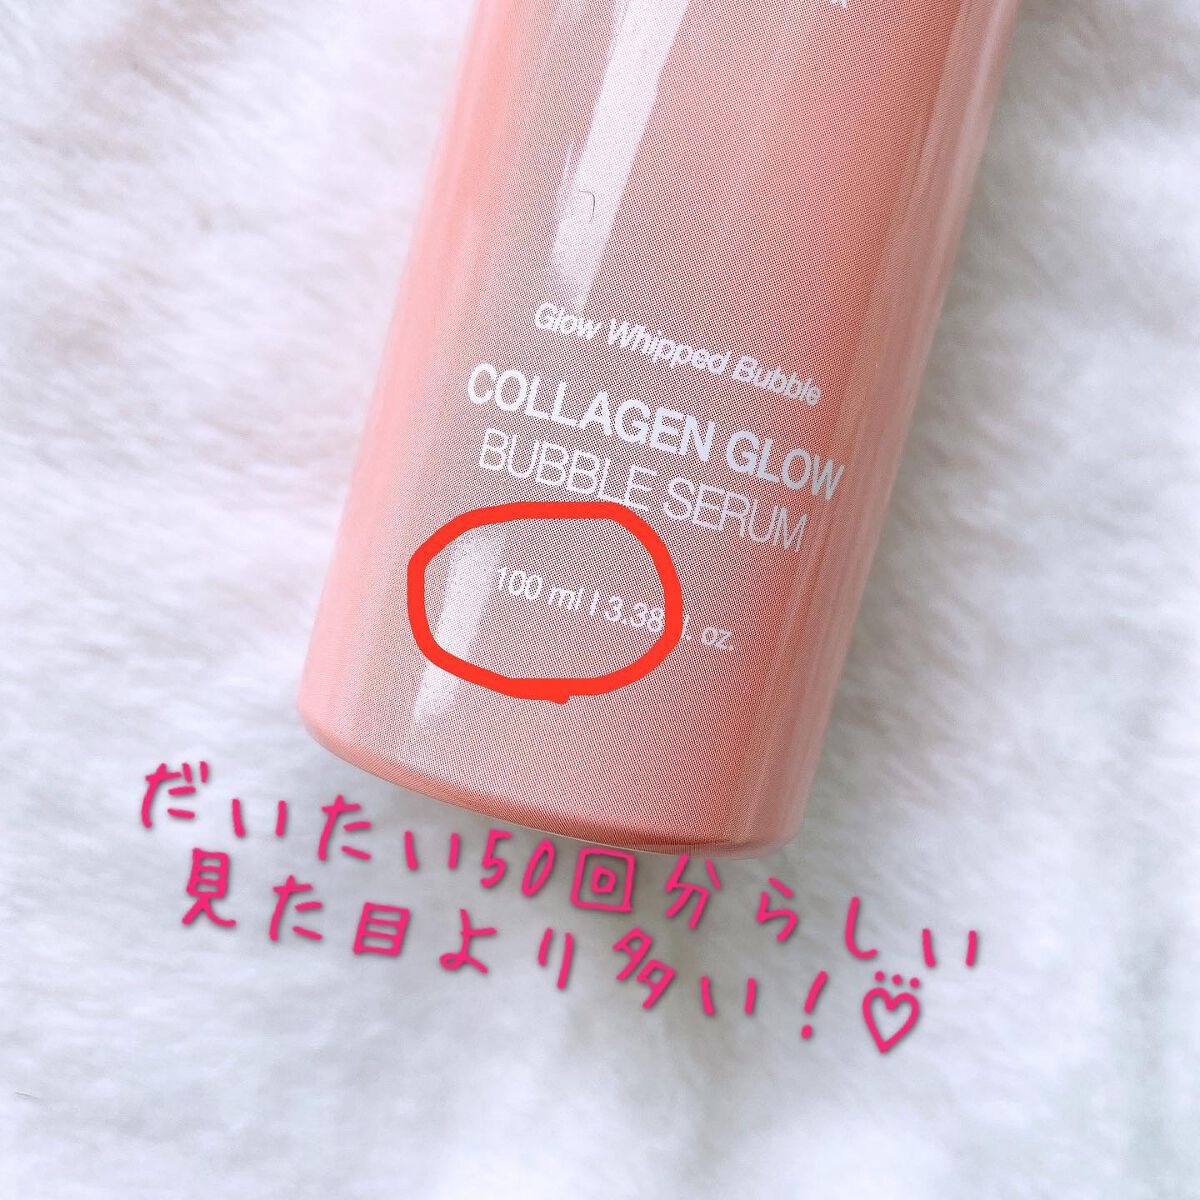 Glow Whipped Bubble
COLLAGEN GLOW
BUBBLE SERUM
100 ml | 3.38 oz.
だいたい50回分らしい
見た目より多い！♡